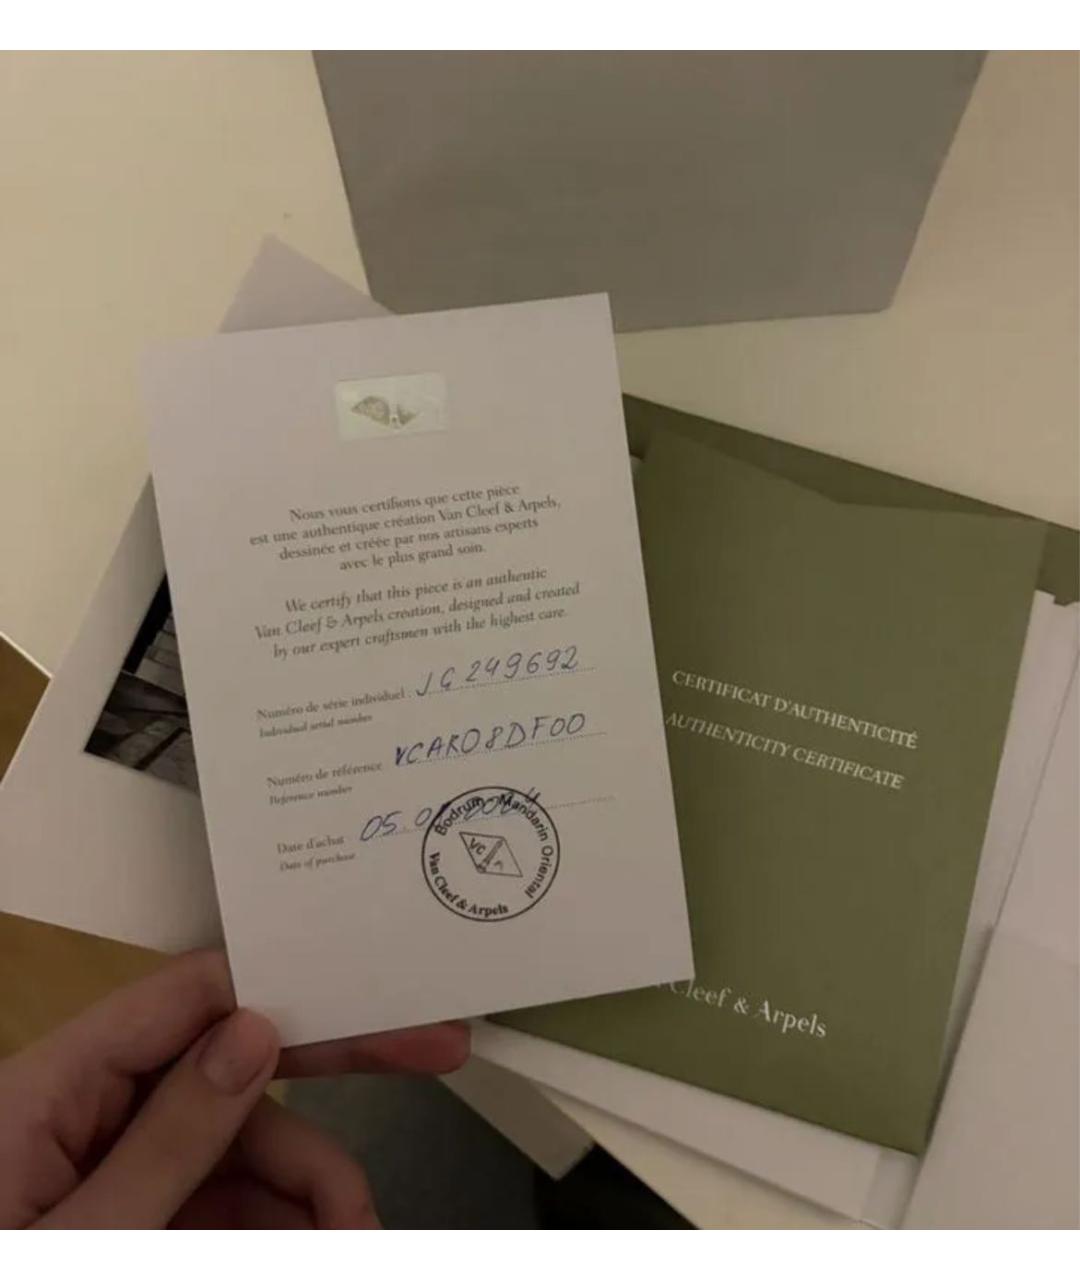 Nous vous certifions que cette pièce
est une authentique création Van Cleef & Arpels,
dessinée et créée par nos artisans experts
avec le plus grand soin.
We certify that this piece is an authentic
Van Cleef & Arpels creation, designed and created
by our expert craftsmen with the highest care.
Numéro de série individuel : JG249692
Individual serial number
Numéro de référence VCARO8DF00
Reference number
Date d'achat 05.
Date of purchase
Bodrum - Mandarin Oriental
VC
Van Cleef & Arpels
CERTIFICAT D'AUTHENTICITÉ
AUTHENTICITY CERTIFICATE
Cleef & Arpels